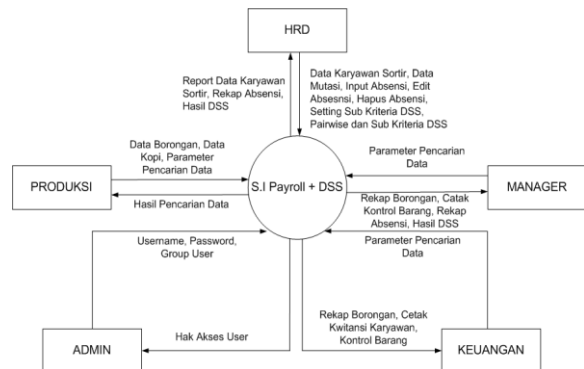 HRD
Report Data Karyawan
Sortir, Rekap Absensi,
Hasil DSS
Data Karyawan Sortir, Data
Mutasi, Input Absensi, Edit
Absesnsi, Hapus Absensi,
Setting Sub Kriteria DSS,
Pairwise dan Sub Kriteria DSS
Data Borongan, Data
Kopi, Parameter
Pencarian Data
Parameter Pencarian
Data
PRODUKSI
S.I Payroll + DSS
MANAGER
Hasil Pencarian Data
Rekap Borongan, Catak
Kontrol Barang, Rekap
Absensi, Hasil DSS
Username, Password,
Group User
Parameter Pencarian
Data
Hak Akses User
Rekap Borongan, Cetak
Kwitansi Karyawan,
Kontrol Barang
ADMIN
KEUANGAN